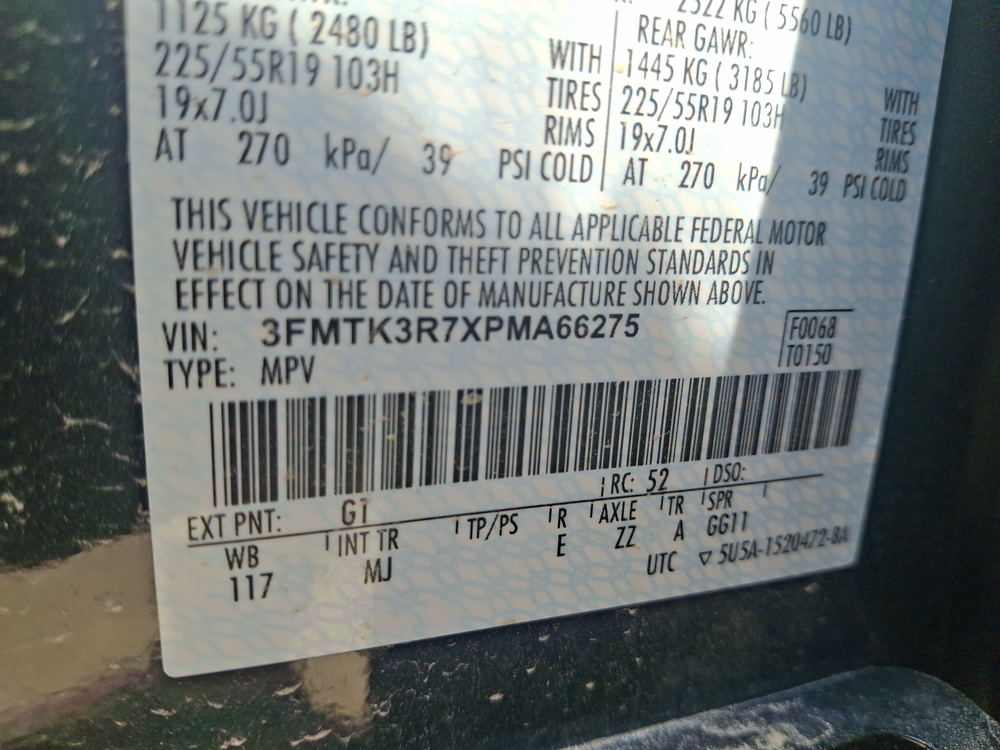 1125 KG ( 2480 LB)
225/55R19 103H WITH TIRES
19x7.0J RIMS
AT 270 kPa/ 39 PSI COLD
2522 KG ( 5560 LB)
REAR GAWR:
1445 KG ( 3185 LB) WITH
225/55R19 103H TIRES
19x7.0J RIMS
AT 270 kPa/ 39 PSI COLD
THIS VEHICLE CONFORMS TO ALL APPLICABLE FEDERAL MOTOR
VEHICLE SAFETY AND THEFT PREVENTION STANDARDS IN
EFFECT ON THE DATE OF MANUFACTURE SHOWN ABOVE.
VIN: 3FMTK3R7XPMA66275
F0068
TYPE: MPV
T0150
EXT PNT: G1 RC: 52 DSO:
WB INT TR TP/PS R AXLE TR SPR
117 MJ E ZZ A GG11
UTC ▽ 5U5A-1520472-BA